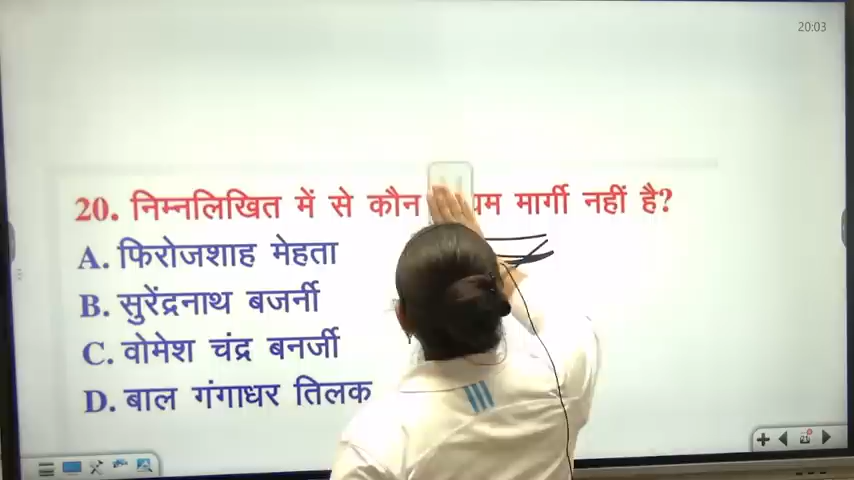 20:03
20. निम्नलिखित में से कौन मार्गी नहीं है?
A. फिरोजशाह मेहता
B. सुरेंद्रनाथ बजर्नी
C. वोमेश चंद्र बनर्जी
D. बाल गंगाधर तिलक